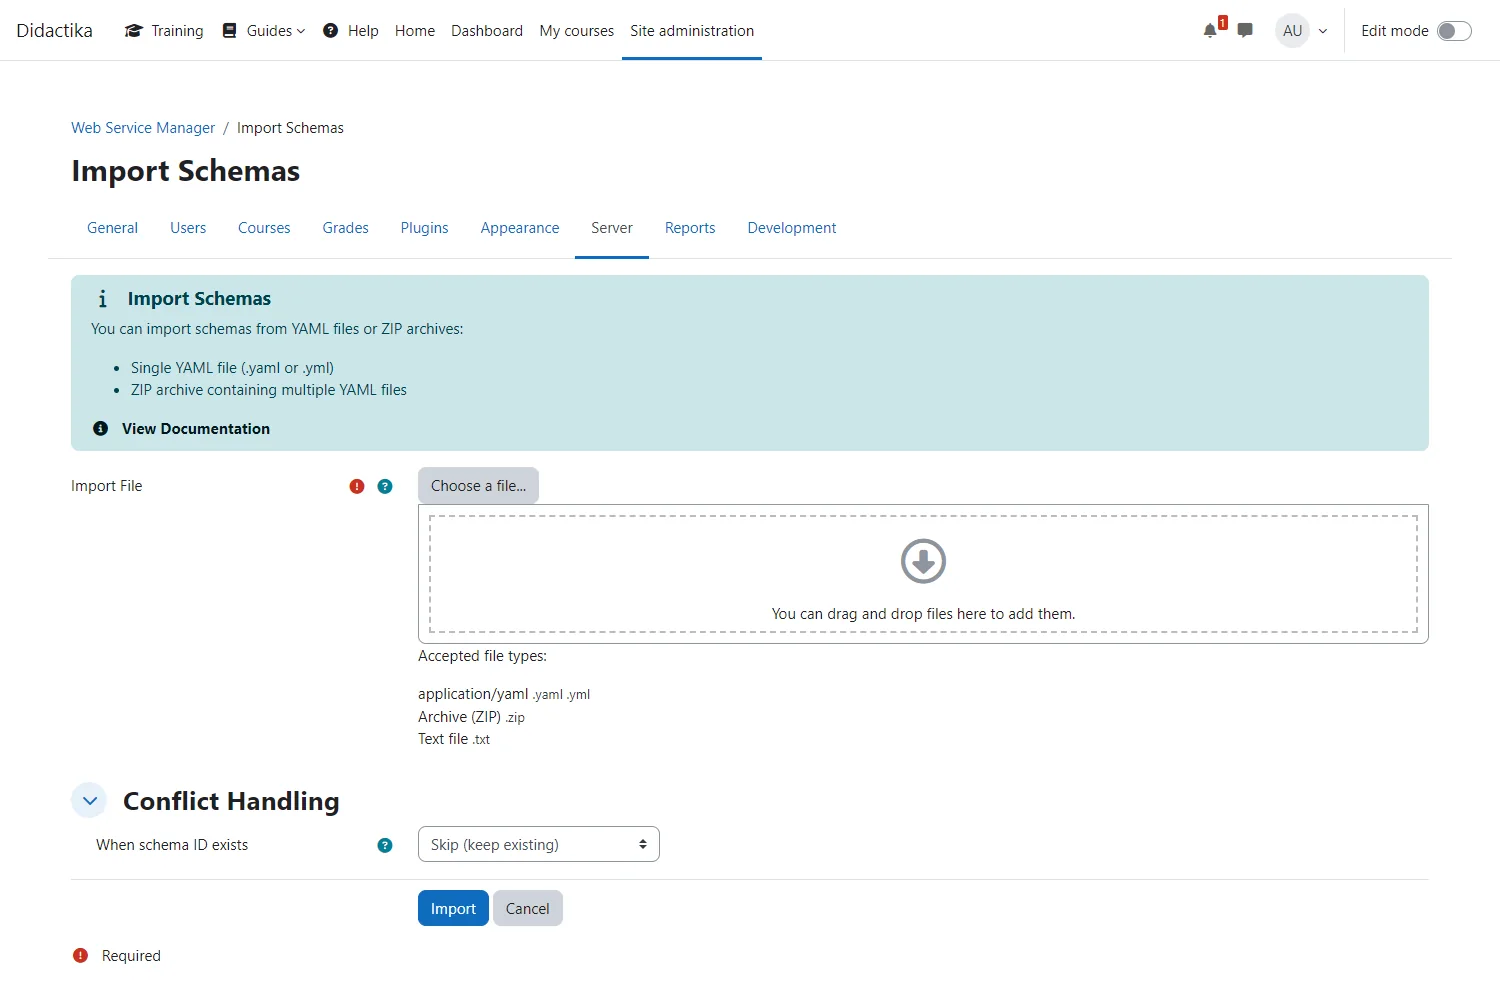 Didactika Training Guides Help Home Dashboard My courses Site administration 1 AU Edit mode
Web Service Manager / Import Schemas
Import Schemas
General Users Courses Grades Plugins Appearance Server Reports Development
Import Schemas
You can import schemas from YAML files or ZIP archives:
• Single YAML file (.yaml or .yml)
• ZIP archive containing multiple YAML files
View Documentation
Import File Choose a file...
You can drag and drop files here to add them.
Accepted file types:
application/yaml .yaml .yml
Archive (ZIP) .zip
Text file .txt
Conflict Handling
When schema ID exists Skip (keep existing)
Import Cancel
Required